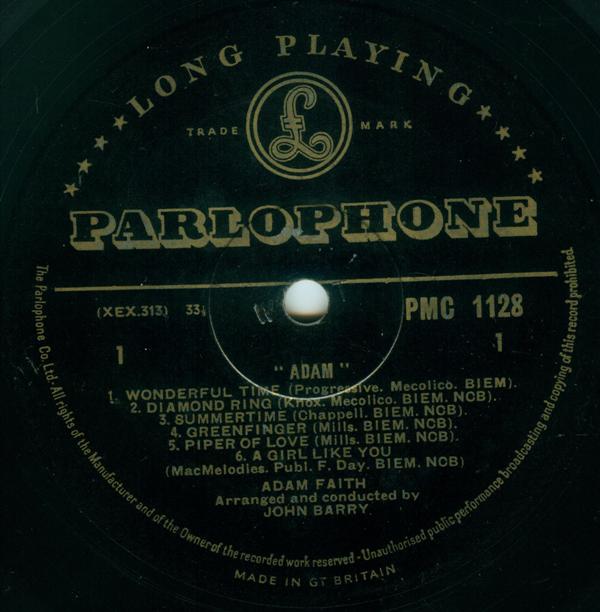 ★★★★ LONG PLAYING ★★★★
TRADE £ MARK
PARLOPHONE
(XEX.313) 33⅓
PMC 1128
1
1
"ADAM"
1. WONDERFUL TIME (Progressive. Mecolico. BIEM).
2. DIAMOND RING (Knox. Mecolico. BIEM. NCB).
3. SUMMERTIME (Chappell. BIEM. NCB).
4. GREENFINGER (Mills. BIEM. NCB).
5. PIPER OF LOVE (Mills. BIEM. NCB).
6. A GIRL LIKE YOU
(MacMelodies. Publ. F. Day. BIEM. NCB)
ADAM FAITH
Arranged and conducted by
JOHN BARRY
The Parlophone Co. Ltd. All rights of the Manufacturer and of the Owner of the recorded work reserved - Unauthorised public performance broadcasting and copying of this record prohibited.
MADE IN GT BRITAIN